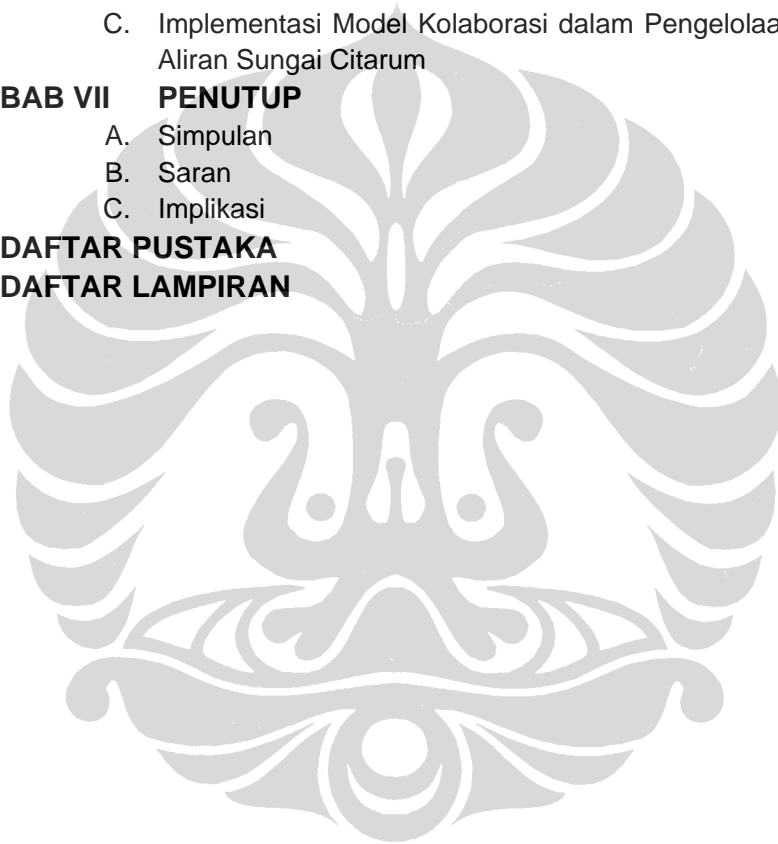 C. Implementasi Model Kolaborasi dalam Pengelolaa
Aliran Sungai Citarum
BAB VII PENUTUP
A. Simpulan
B. Saran
C. Implikasi
DAFTAR PUSTAKA
DAFTAR LAMPIRAN